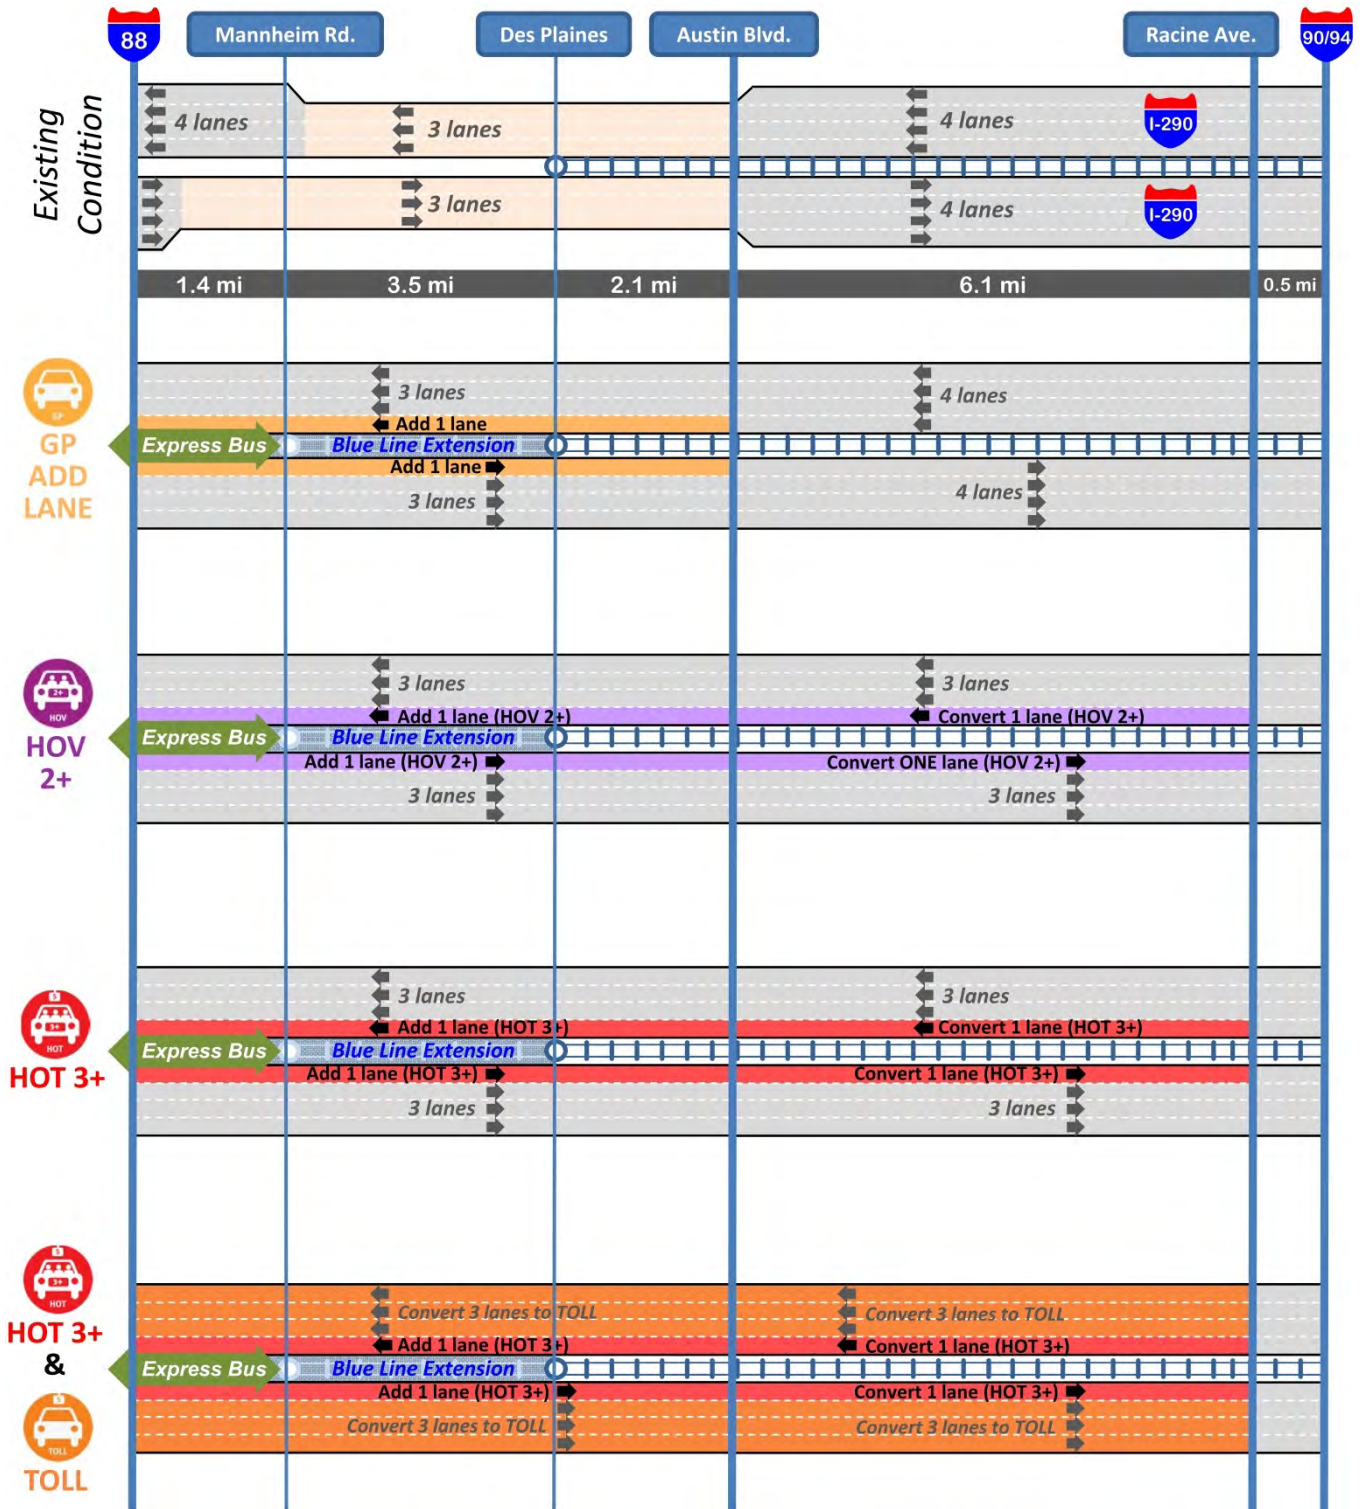 88
Mannheim Rd.
Des Plaines
Austin Blvd.
Racine Ave.
90/94
Existing
Condition
4 lanes
3 lanes
4 lanes
I-290
3 lanes
4 lanes
I-290
1.4 mi
3.5 mi
2.1 mi
6.1 mi
0.5 mi
GP
GP
ADD
LANE
3 lanes
4 lanes
Add 1 lane
Express Bus
Blue Line Extension
Add 1 lane
3 lanes
4 lanes
2+
HOV
HOV
2+
3 lanes
3 lanes
Add 1 lane (HOV 2+)
Convert 1 lane (HOV 2+)
Express Bus
Blue Line Extension
Add 1 lane (HOV 2+)
Convert ONE lane (HOV 2+)
3 lanes
3 lanes
$
3+
HOT
HOT 3+
3 lanes
3 lanes
Add 1 lane (HOT 3+)
Convert 1 lane (HOT 3+)
Express Bus
Blue Line Extension
Add 1 lane (HOT 3+)
Convert 1 lane (HOT 3+)
3 lanes
3 lanes
$
3+
HOT
HOT 3+
&
$
TOLL
TOLL
Convert 3 lanes to TOLL
Convert 3 lanes to TOLL
Add 1 lane (HOT 3+)
Convert 1 lane (HOT 3+)
Express Bus
Blue Line Extension
Add 1 lane (HOT 3+)
Convert 1 lane (HOT 3+)
Convert 3 lanes to TOLL
Convert 3 lanes to TOLL